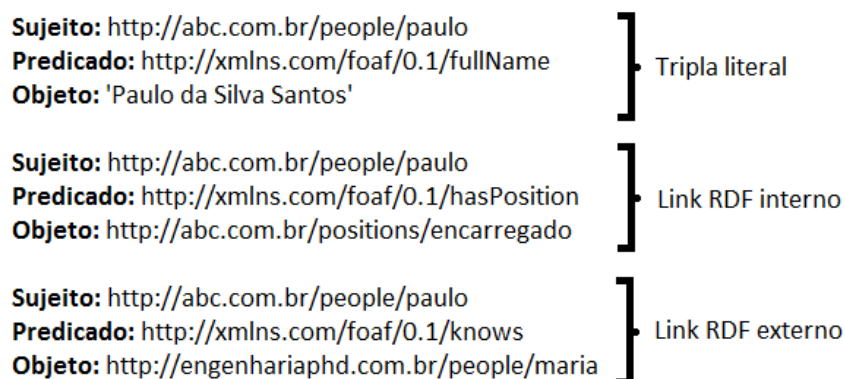 Sujeito: http://abc.com.br/people/paulo
Predicado: http://xmlns.com/foaf/0.1/fullName
Objeto: 'Paulo da Silva Santos'
Tripla literal
Sujeito: http://abc.com.br/people/paulo
Predicado: http://xmlns.com/foaf/0.1/hasPosition
Objeto: http://abc.com.br/positions/encarregado
Link RDF interno
Sujeito: http://abc.com.br/people/paulo
Predicado: http://xmlns.com/foaf/0.1/knows
Objeto: http://engenhariaphd.com.br/people/maria
Link RDF externo